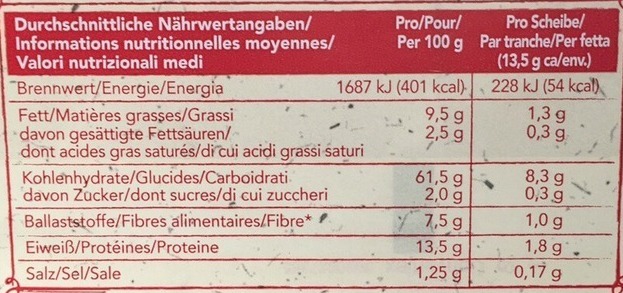 Durchschnittliche Nährwertangaben/ Pro/Pour/ Pro Scheibe/
Informations nutritionnelles moyennes/ Per 100 g Par tranche/Per fetta
Valori nutrizionali medi (13,5 g ca/env.)
Brennwert/Energie/Energia 1687 kJ (401 kcal) 228 kJ (54 kcal)
Fett/Matières grasses/Grassi 9,5 g 1,3 g
davon gesättigte Fettsäuren/ 2,5 g 0,3 g
dont acides gras saturés/di cui acidi grassi saturi
Kohlenhydrate/Glucides/Carboidrati 61,5 g 8,3 g
davon Zucker/dont sucres/di cui zuccheri 2,0 g 0,3 g
Ballaststoffe/Fibres alimentaires/Fibre* 7,5 g 1,0 g
Eiweiß/Protéines/Proteine 13,5 g 1,8 g
Salz/Sel/Sale 1,25 g 0,17 g